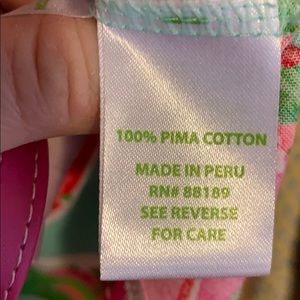 100% PIMA COTTON
MADE IN PERU
RN# 88189
SEE REVERSE
FOR CARE